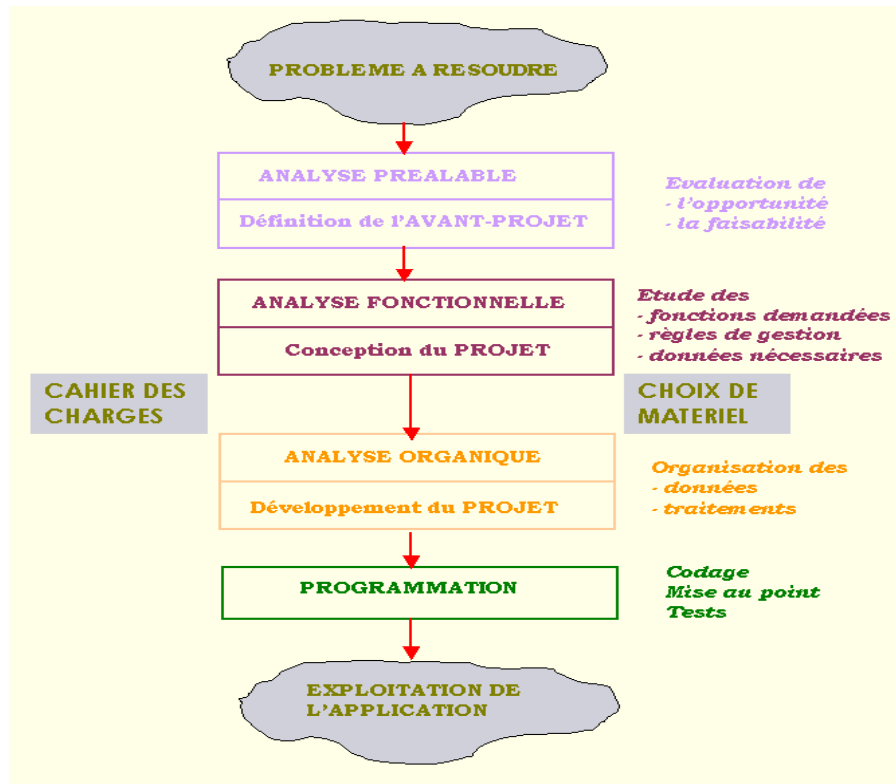 PROBLEME A RESOUDRE
ANALYSE PREALABLE
Définition de l'AVANT-PROJET
Evaluation de
- l'opportunité
- la faisabilité
ANALYSE FONCTIONNELLE
Conception du PROJET
Etude des
- fonctions demandées
- règles de gestion
- données nécessaires
CAHIER DES
CHARGES
CHOIX DE
MATERIEL
ANALYSE ORGANIQUE
Développement du PROJET
Organisation des
- données
- traitements
PROGRAMMATION
Codage
Mise au point
Tests
EXPLOITATION DE
L'APPLICATION